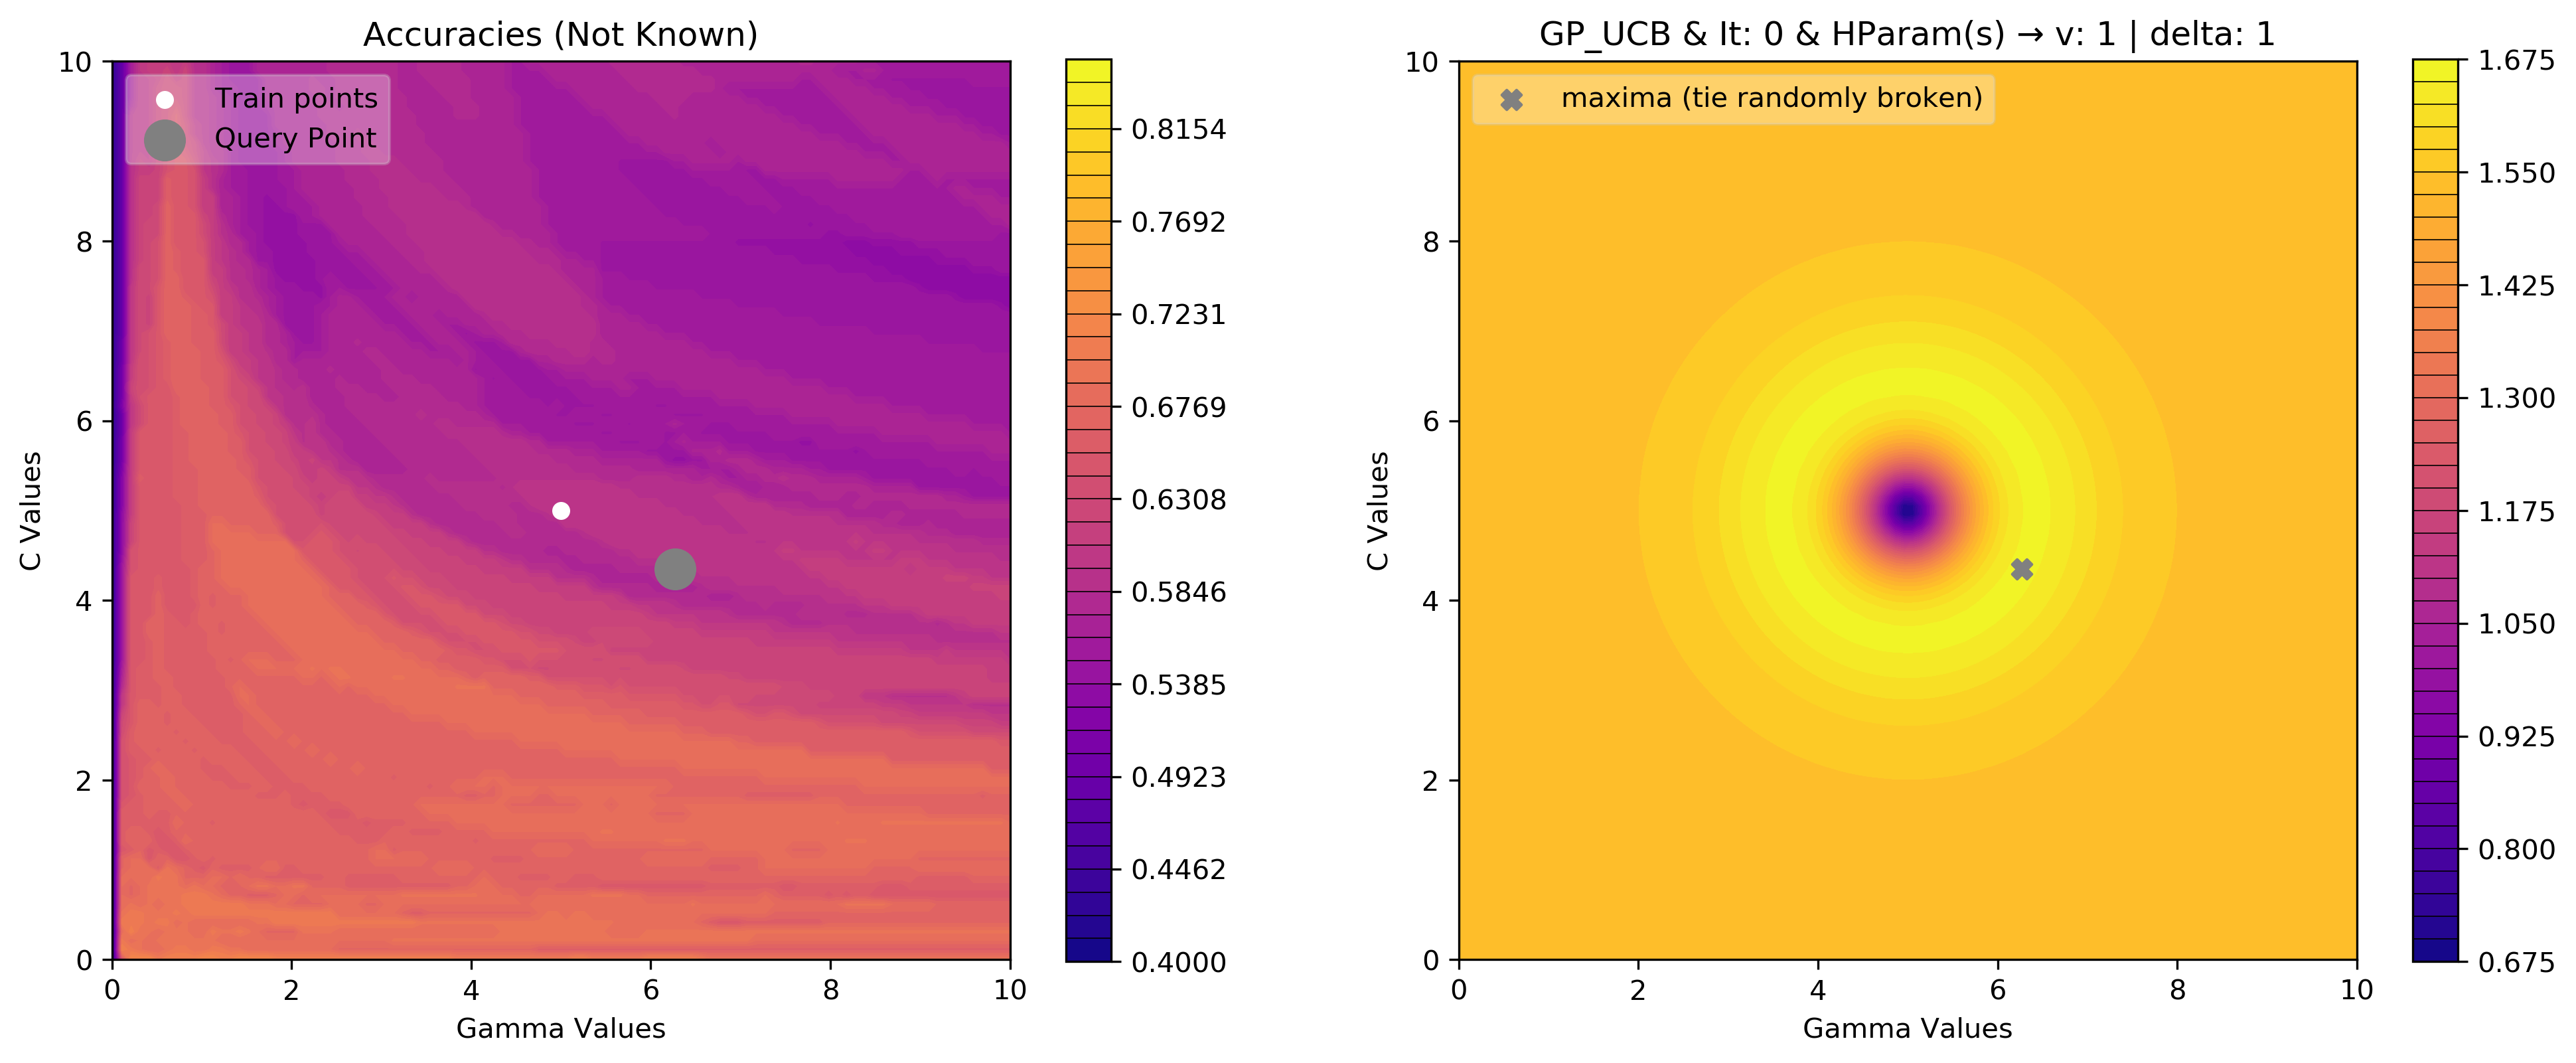 Accuracies (Not Known)
Train points
Query Point
10
8
6
4
2
0
C Values
0 2 4 6 8 10
Gamma Values
0.8154
0.7692
0.7231
0.6769
0.6308
0.5846
0.5385
0.4923
0.4462
0.4000
GP_UCB & It: 0 & HParam(s) → v: 1 | delta: 1
maxima (tie randomly broken)
10
8
6
4
2
0
C Values
0 2 4 6 8 10
Gamma Values
1.675
1.550
1.425
1.300
1.175
1.050
0.925
0.800
0.675